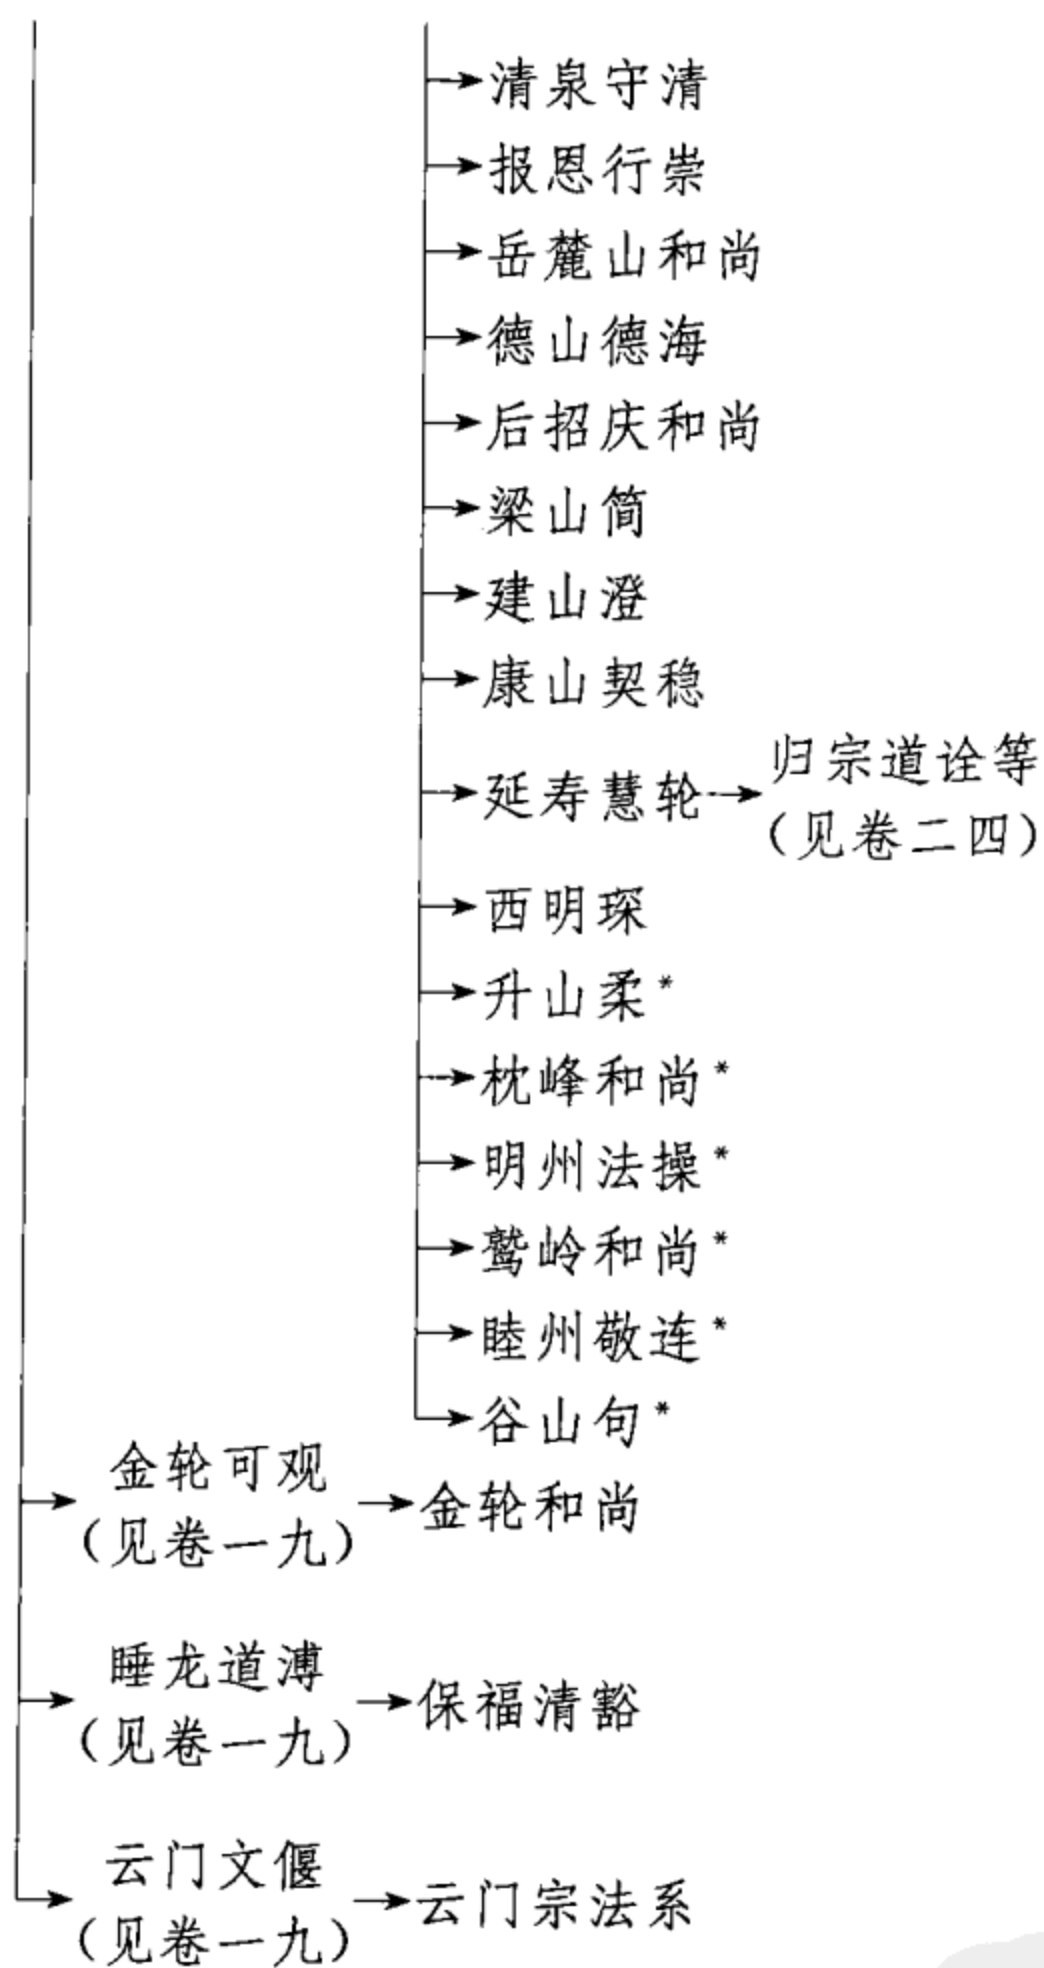 清泉守清
报恩行崇
岳麓山和尚
德山德海
后招庆和尚
梁山简
建山澄
康山契稳
延寿慧轮
归宗道诠等
（见卷二四）
西明琛
升山柔*
枕峰和尚*
明州法操*
鹫岭和尚*
睦州敬连*
谷山句*
金轮可观
（见卷一九）
金轮和尚
睡龙道溥
（见卷一九）
保福清豁
云门文偃
（见卷一九）
云门宗法系